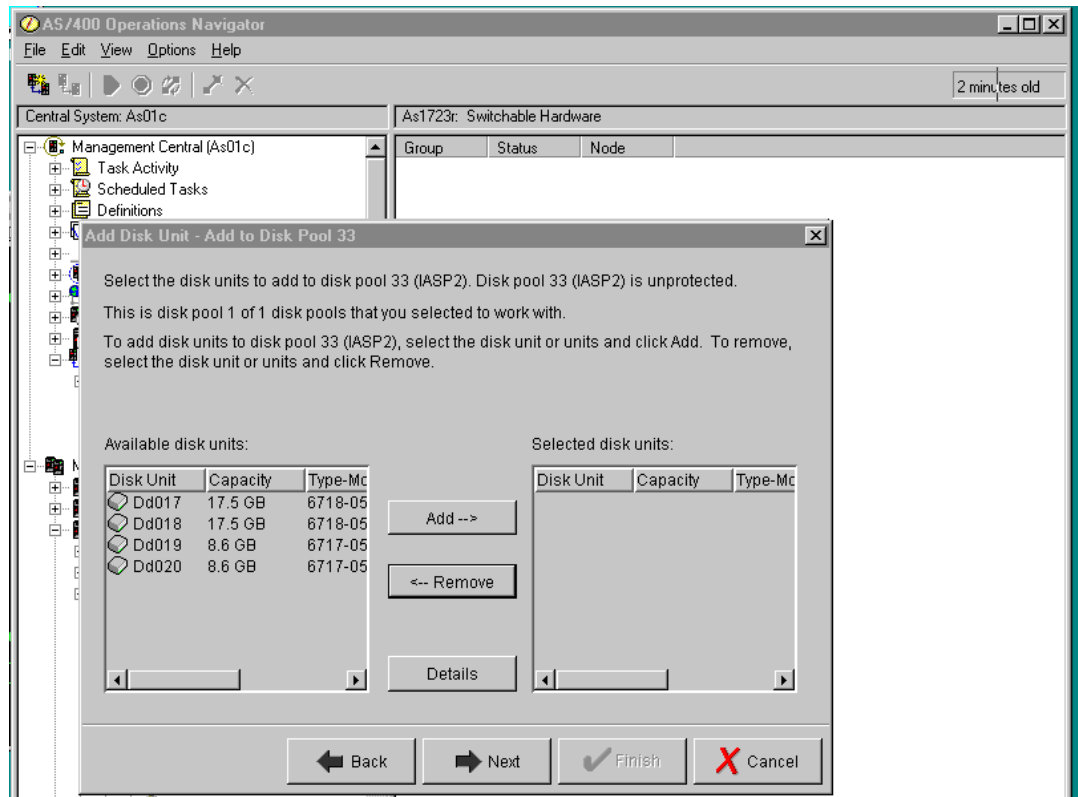 AS/400 Operations Navigator
File Edit View Options Help
2 minutes old
Central System: As01c
As1723r: Switchable Hardware
Management Central (As01c)
Task Activity
Scheduled Tasks
Definitions
Group Status Node
Add Disk Unit - Add to Disk Pool 33
Select the disk units to add to disk pool 33 (IASP2). Disk pool 33 (IASP2) is unprotected.
This is disk pool 1 of 1 disk pools that you selected to work with.
To add disk units to disk pool 33 (IASP2), select the disk unit or units and click Add. To remove,
select the disk unit or units and click Remove.
Available disk units:
Disk Unit Capacity Type-Mo
Dd017 17.5 GB 6718-05
Dd018 17.5 GB 6718-05
Dd019 8.6 GB 6717-05
Dd020 8.6 GB 6717-05
Add -->
<-- Remove
Details
Selected disk units:
Disk Unit Capacity Type-Mo
Back Next Finish Cancel